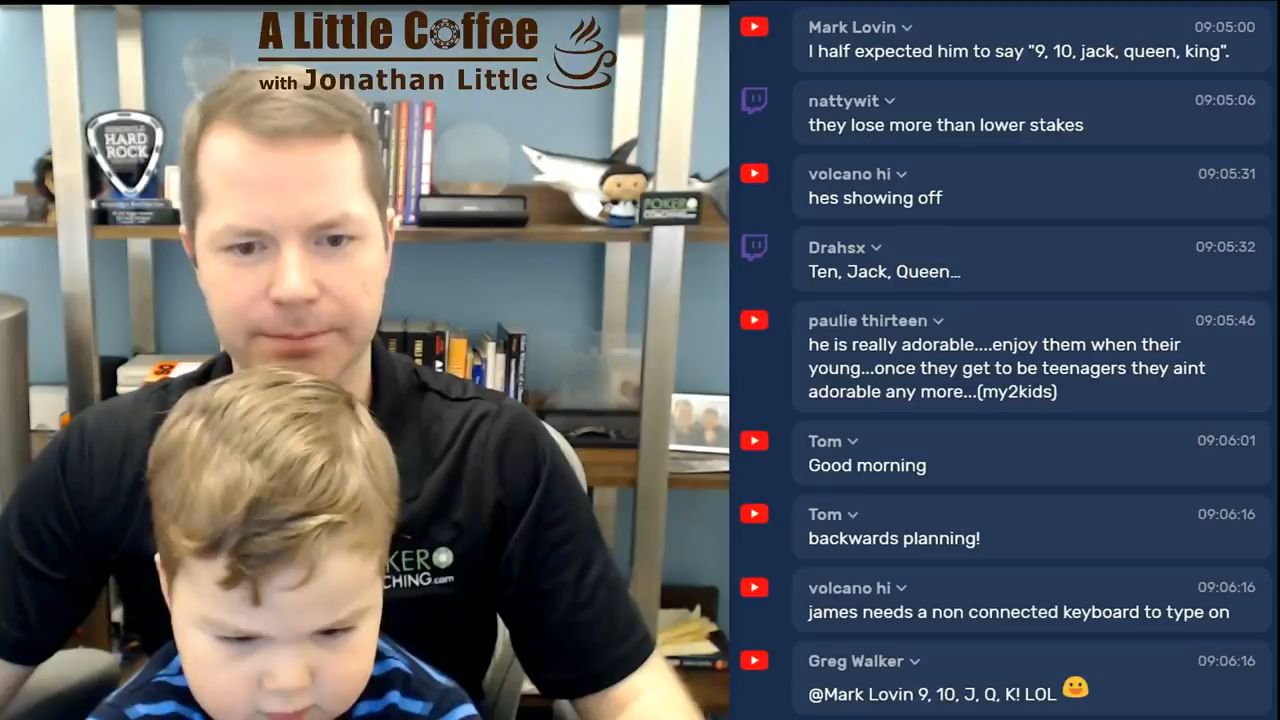 A Little Coffee
with Jonathan Little
HARD
ROCK
POKER
COACHING.com
KER
CHING.com
Mark Lovin
09:05:00
I half expected him to say "9, 10, jack, queen, king".
nattywit
09:05:06
they lose more than lower stakes
volcano hi
09:05:31
hes showing off
Drahsx
09:05:32
Ten, Jack, Queen...
paulie thirteen
09:05:46
he is really adorable....enjoy them when their
young...once they get to be teenagers they aint
adorable any more...(my2kids)
Tom
09:06:01
Good morning
Tom
09:06:16
backwards planning!
volcano hi
09:06:16
james needs a non connected keyboard to type on
Greg Walker
09:06:16
@Mark Lovin 9, 10, J, Q, K! LOL